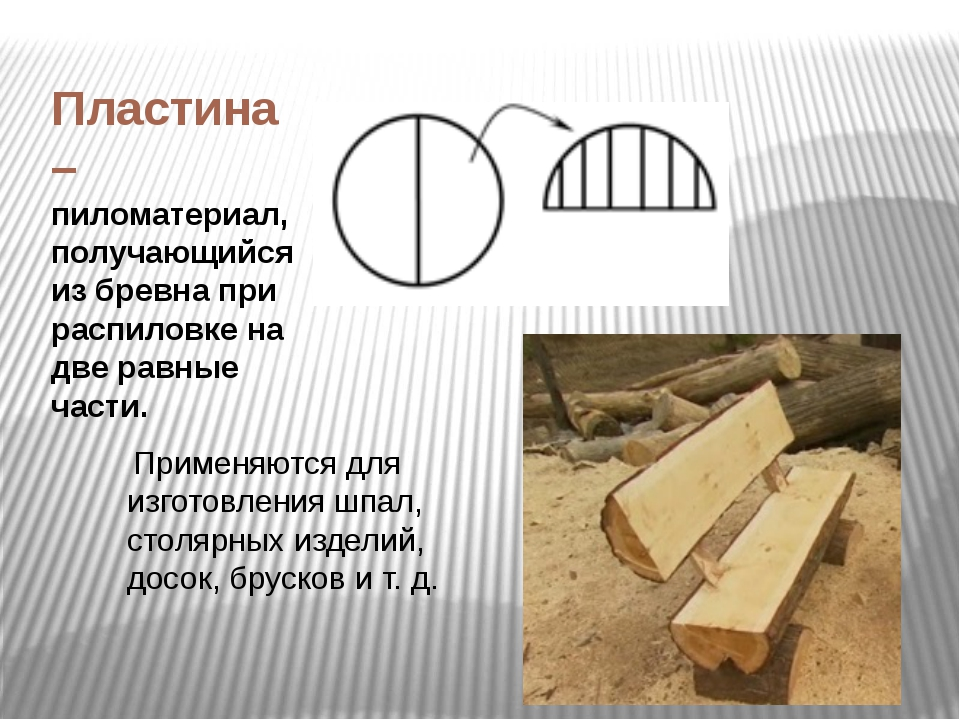 Пластина
–
пиломатериал,
получающийся
из бревна при
распиловке на
две равные
части.
Применяются для
изготовления шпал,
столярных изделий,
досок, брусков и т. д.